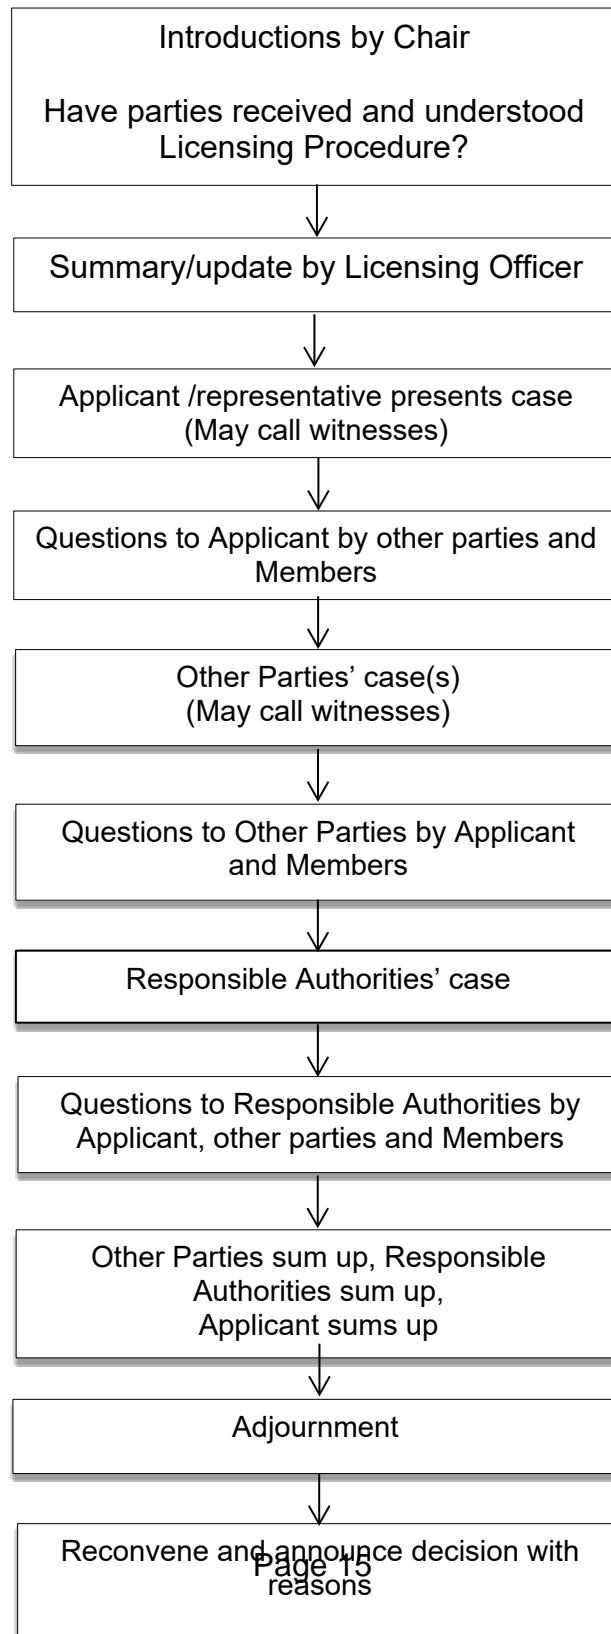 Introductions by Chair
Have parties received and understood
Licensing Procedure?
Summary/update by Licensing Officer
Applicant /representative presents case
(May call witnesses)
Questions to Applicant by other parties and
Members
Other Parties’ case(s)
(May call witnesses)
Questions to Other Parties by Applicant
and Members
Responsible Authorities’ case
Questions to Responsible Authorities by
Applicant, other parties and Members
Other Parties sum up, Responsible
Authorities sum up,
Applicant sums up
Adjournment
Reconvene and announce decision with
Page 15
reasons